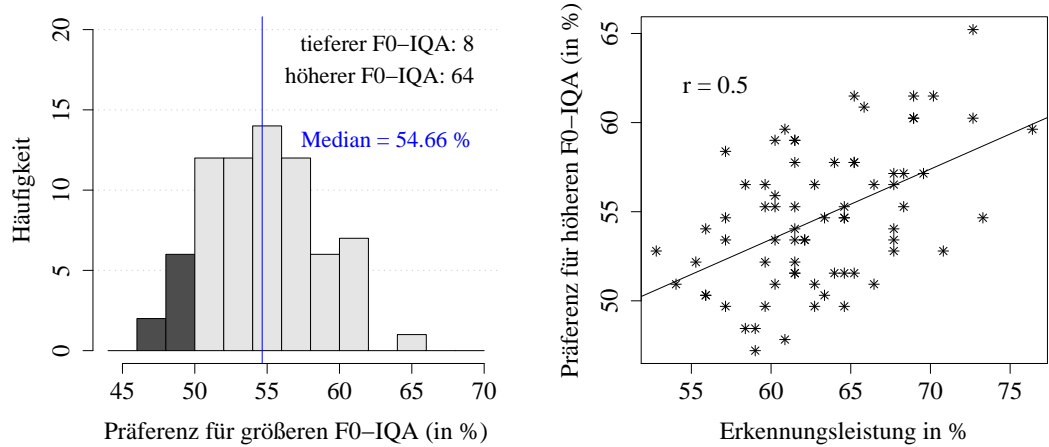 20
15
10
5
0
Häufigkeit
tieferer F0−IQA: 8
höherer F0−IQA: 64
Median = 54.66 %
45 50 55 60 65 70
Präferenz für größeren F0−IQA (in %)
65
60
55
50
Präferenz für höheren F0−IQA (in %)
r = 0.5
55 60 65 70 75
Erkennungsleistung in %